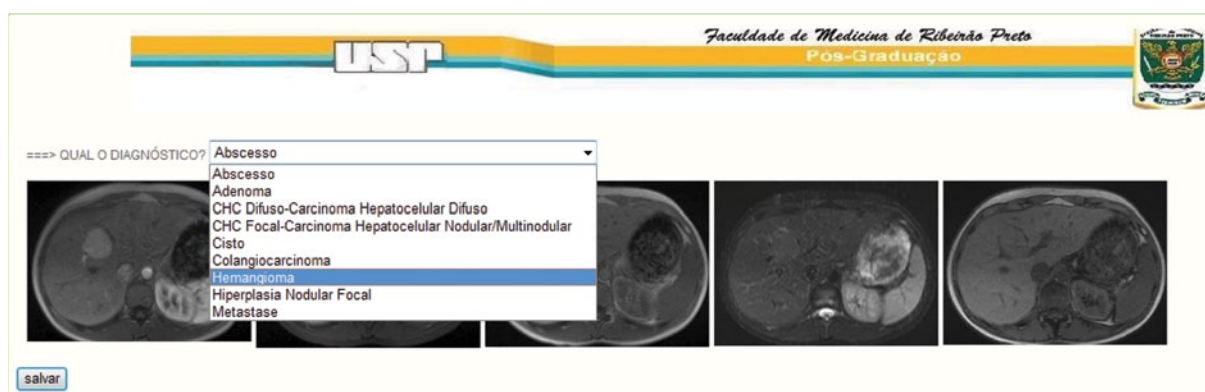 Faculdade de Medicina de Ribeirão Preto
USP
Pós-Graduação
===> QUAL O DIAGNÓSTICO? Abscesso
Abscesso
Adenoma
CHC Difuso-Carcinoma Hepatocelular Difuso
CHC Focal-Carcinoma Hepatocelular Nodular/Multinodular
Cisto
Colangiocarcinoma
Hemangioma
Hiperplasia Nodular Focal
Metastase
salvar